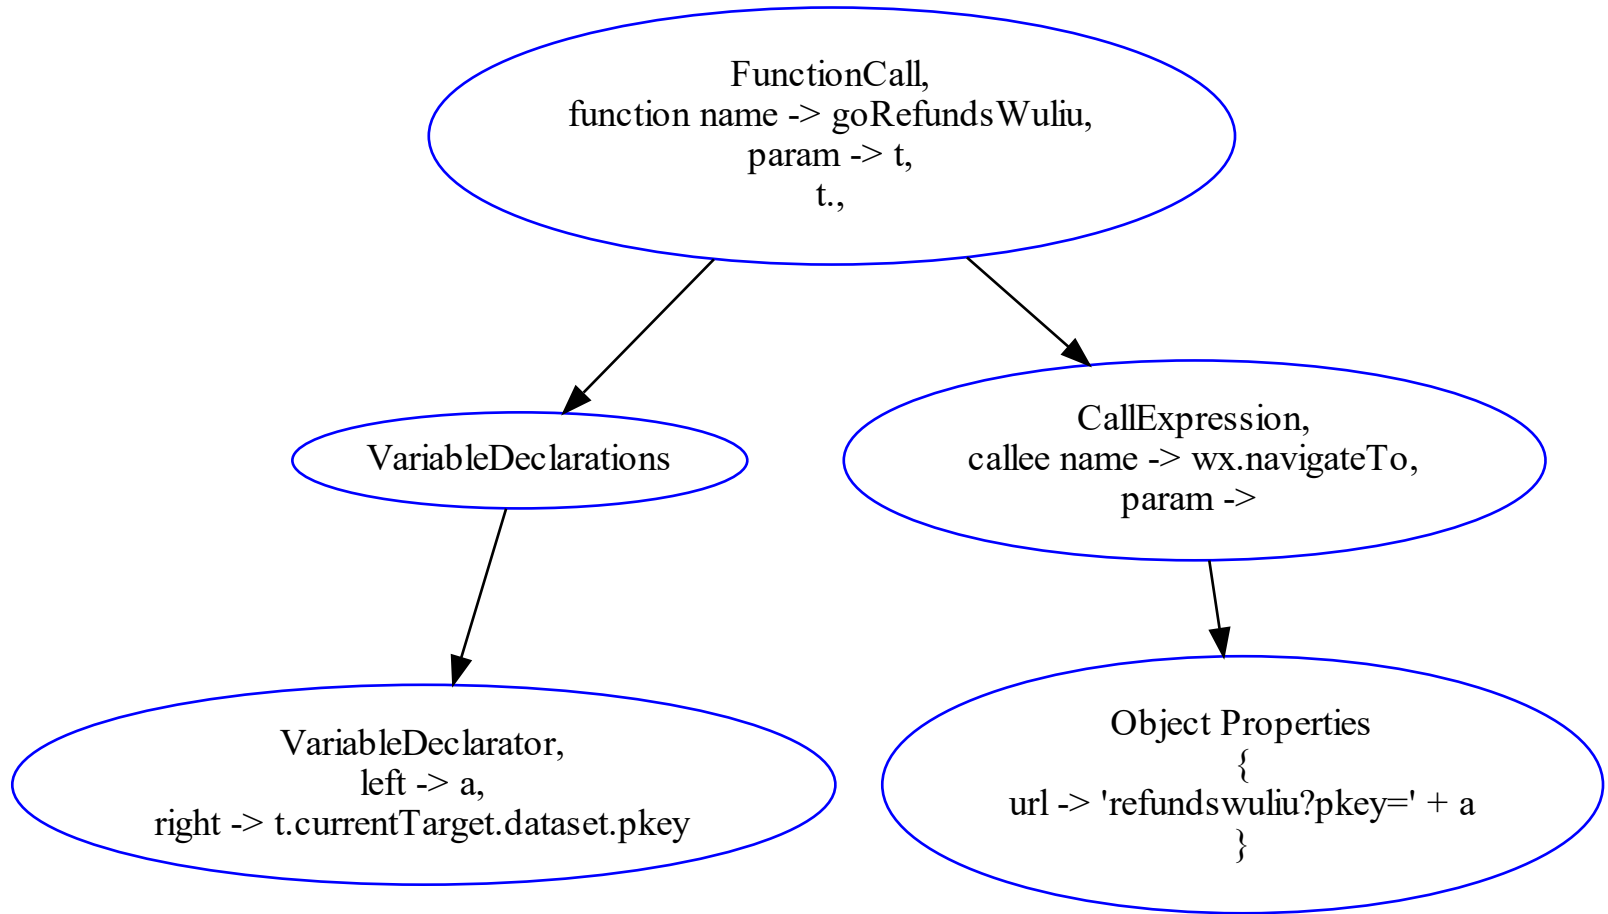 FunctionCall,
function name -> goRefundsWuliu,
param -> t,
t.,
VariableDeclarations
CallExpression,
callee name -> wx.navigateTo,
param ->
VariableDeclarator,
left -> a,
right -> t.currentTarget.dataset.pkey
Object Properties
{
url -> 'refundswuliu?pkey=' + a
}